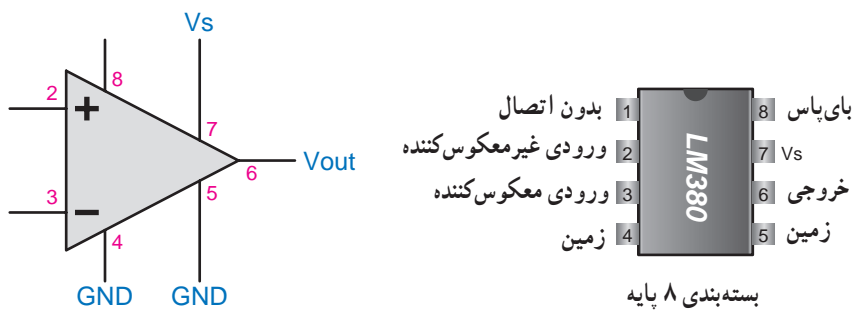 Vs
8
2
+
7
Vout
6
3
−
5
4
GND GND
بدون اتصال 1 8 بای‌پاس
ورودی غیرمعکوس‌کننده 2 7 Vs
ورودی معکوس‌کننده 3 6 خروجی
زمین 4 5 زمین
LM380
بسته‌بندی ۸ پایه